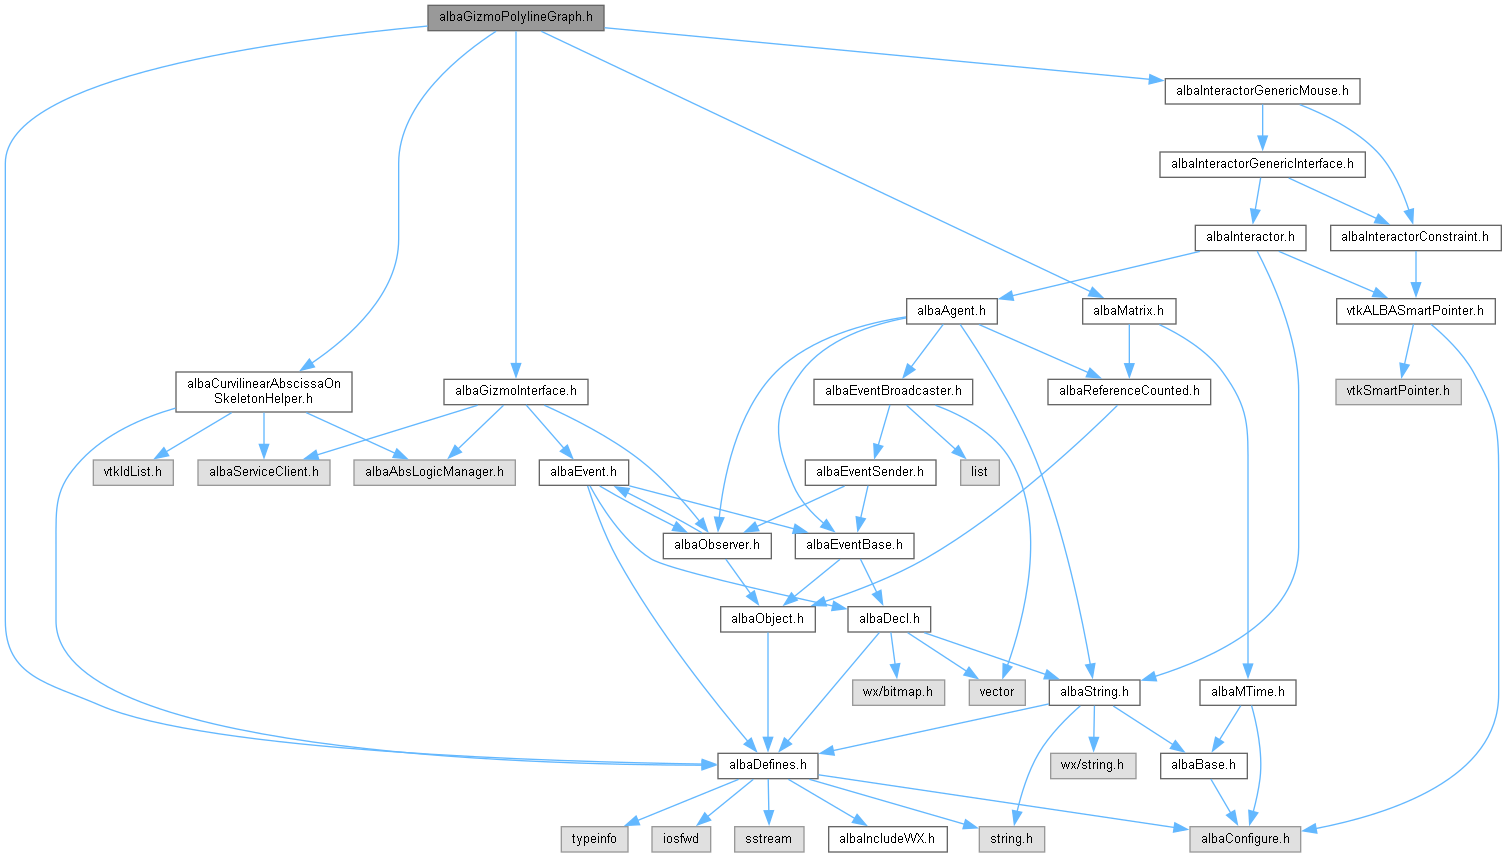 albaGizmoPolylineGraph.h
albaInteractorGenericMouse.h
albaInteractorGenericInterface.h
albaInteractor.h
albaInteractorConstraint.h
albaAgent.h
albaMatrix.h
vtkALBASmartPointer.h
albaCurvilinearAbscissaOn
SkeletonHelper.h
albaGizmoInterface.h
albaEventBroadcaster.h
albaReferenceCounted.h
vtkSmartPointer.h
vtkIdList.h
albaServiceClient.h
albaAbsLogicManager.h
albaEvent.h
albaEventSender.h
list
albaObserver.h
albaEventBase.h
albaObject.h
albaDecl.h
wx/bitmap.h
vector
albaString.h
albaMTime.h
albaDefines.h
wx/string.h
albaBase.h
typeinfo
iosfwd
sstream
albaIncludeWX.h
string.h
albaConfigure.h